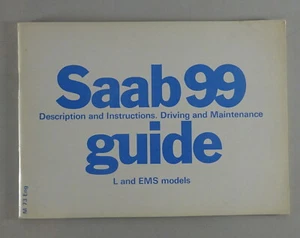 Saab 99
Description and Instructions. Driving and Maintenance
guide
L and EMS models